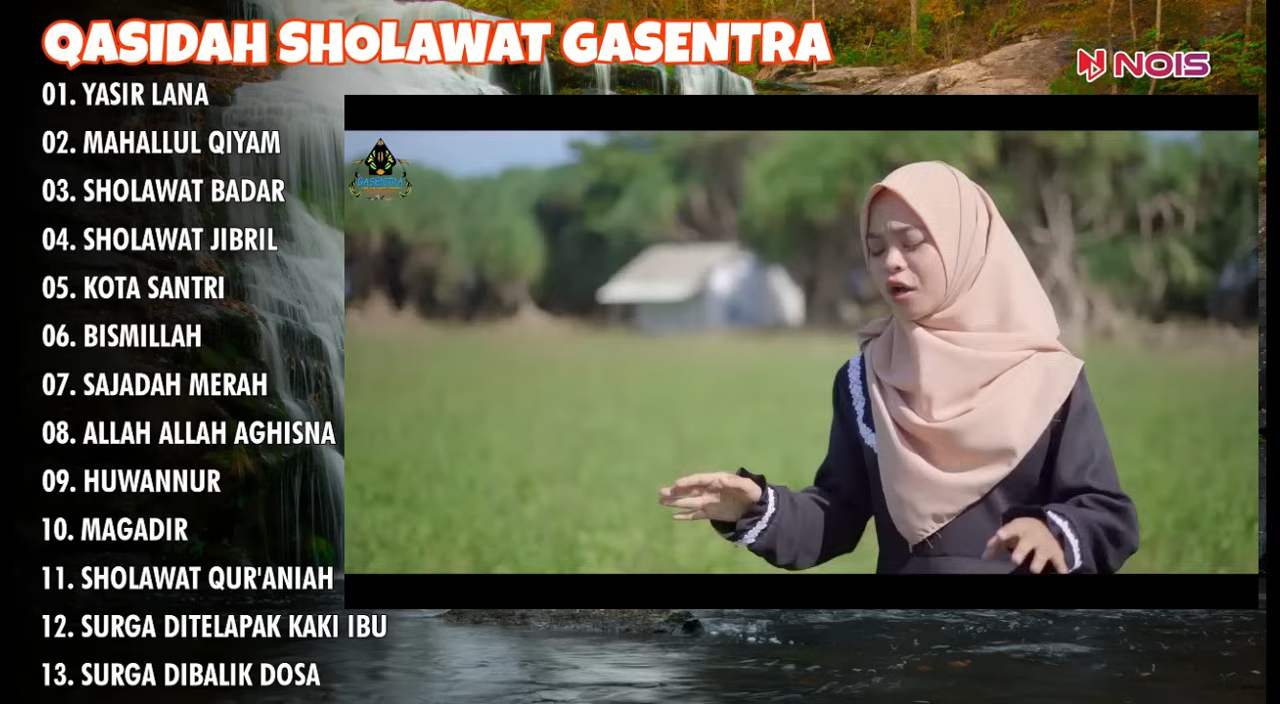 QASIDAH SHOLAWAT GASENTRA
NOIS
01. YASIR LANA
02. MAHALLUL QIYAM
03. SHOLAWAT BADAR
04. SHOLAWAT JIBRIL
05. KOTA SANTRI
06. BISMILLAH
07. SAJADAH MERAH
08. ALLAH ALLAH AGHISNA
09. HUWANNUR
10. MAGADIR
11. SHOLAWAT QUR'ANIAH
12. SURGA DITELAPAK KAKI IBU
13. SURGA DIBALIK DOSA
GASENTRA